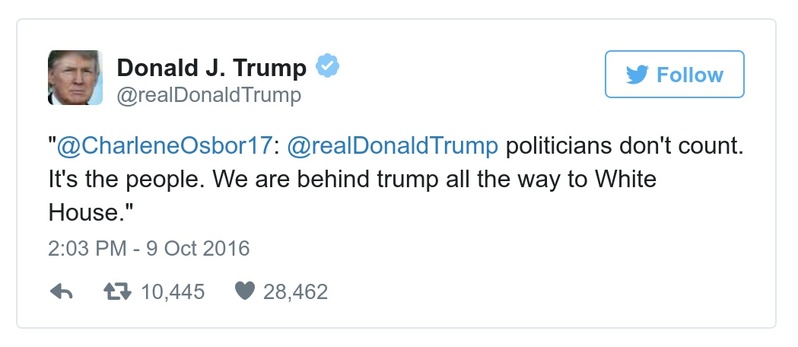 Donald J. Trump
@realDonaldTrump
Follow
"@CharleneOsbor17: @realDonaldTrump politicians don't count.
It's the people. We are behind trump all the way to White
House."
2:03 PM - 9 Oct 2016
10,445 28,462